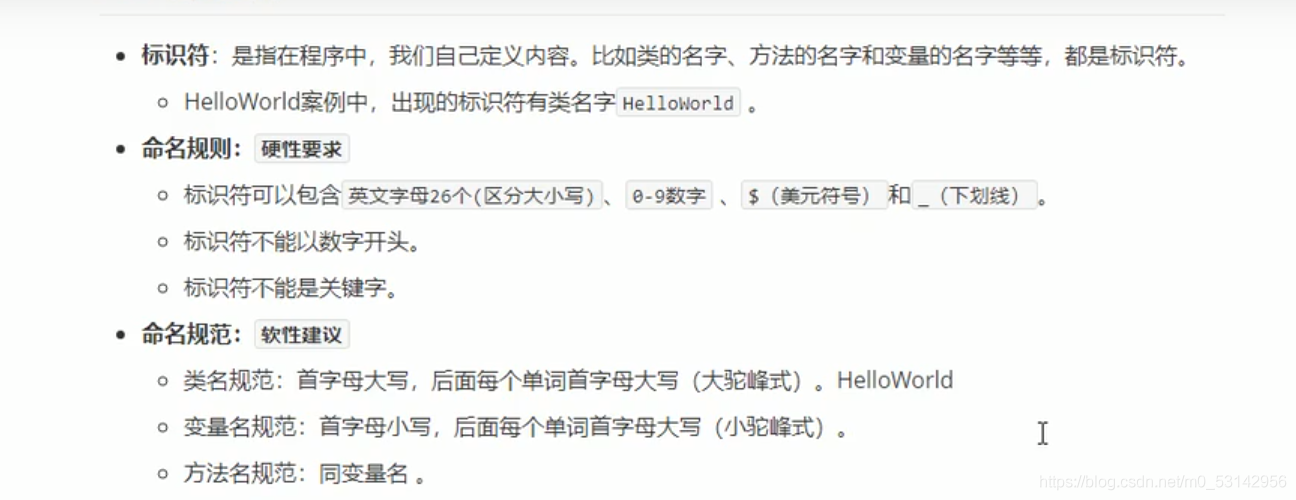 标识符：是指在程序中，我们自己定义内容。比如类的名字、方法的名字和变量的名字等等，都是标识符。
HelloWorld案例中，出现的标识符有类名字 HelloWorld 。
命名规则： 硬性要求
标识符可以包含 英文字母26个(区分大小写) 、 0-9数字 、 $（美元符号） 和 _（下划线） 。
标识符不能以数字开头。
标识符不能是关键字。
命名规范： 软性建议
类名规范：首字母大写，后面每个单词首字母大写（大驼峰式）。HelloWorld
变量名规范：首字母小写，后面每个单词首字母大写（小驼峰式）。
方法名规范：同变量名 。
https://blog.csdn.net/m0_53142956